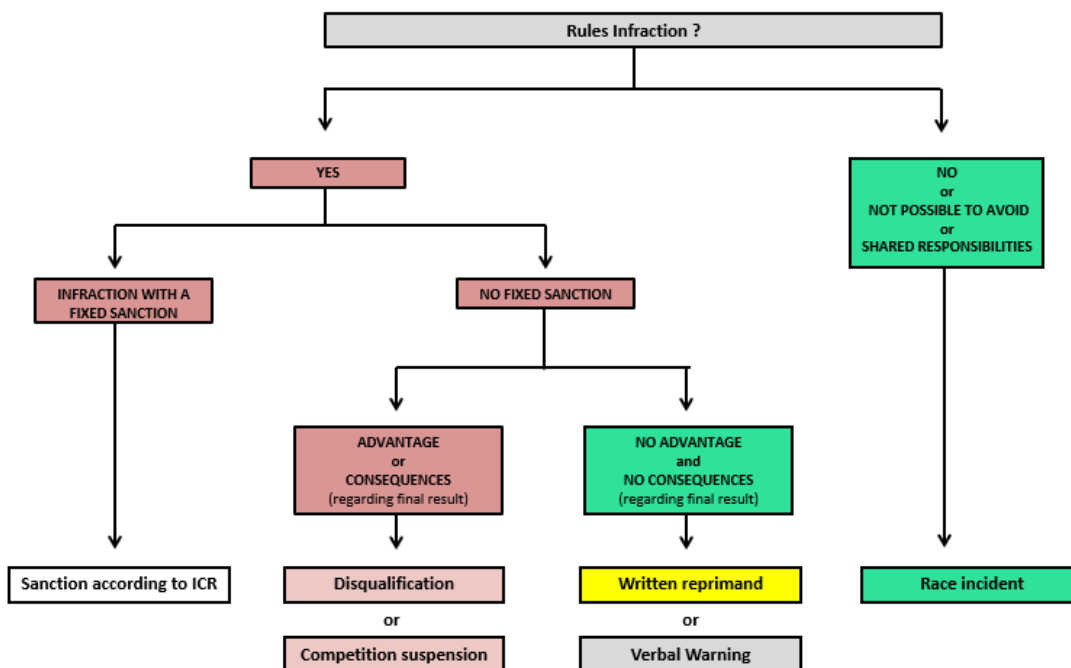 Rules Infraction ?
YES
NO
or
NOT POSSIBLE TO AVOID
or
SHARED RESPONSIBILITIES
INFRACTION WITH A
FIXED SANCTION
NO FIXED SANCTION
ADVANTAGE
or
CONSEQUENCES
(regarding final result)
NO ADVANTAGE
and
NO CONSEQUENCES
(regarding final result)
Sanction according to ICR
Disqualification
or
Competition suspension
Written reprimand
or
Verbal Warning
Race incident